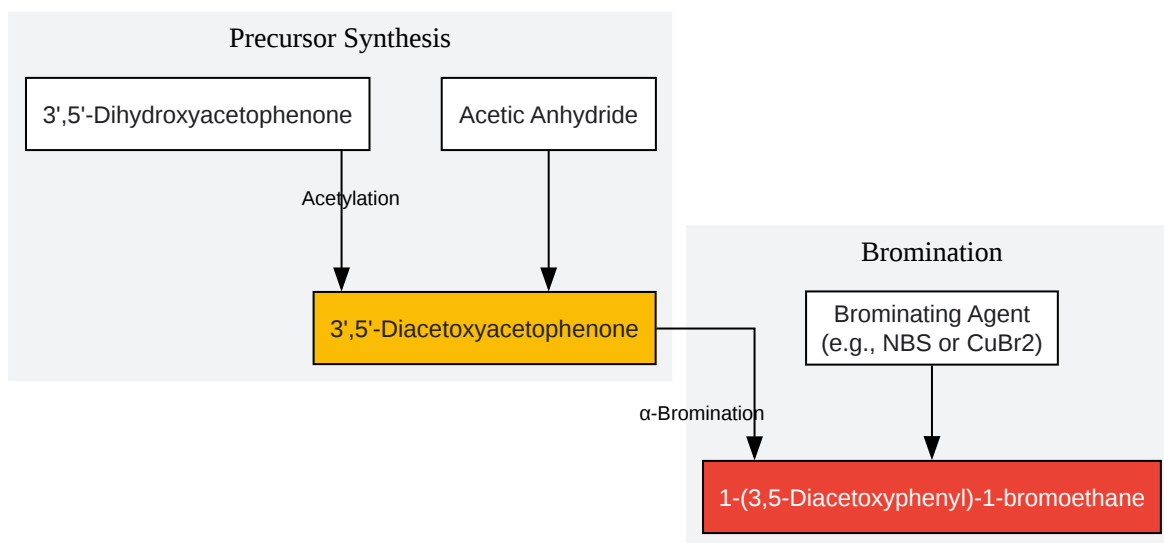 Precursor Synthesis
3',5'-Dihydroxyacetophenone
Acetic Anhydride
Acetylation
Bromination
3',5'-Diacetoxyacetophenone
Brominating Agent
(e.g., NBS or CuBr2)
α-Bromination
1-(3,5-Diacetoxyphenyl)-1-bromoethane